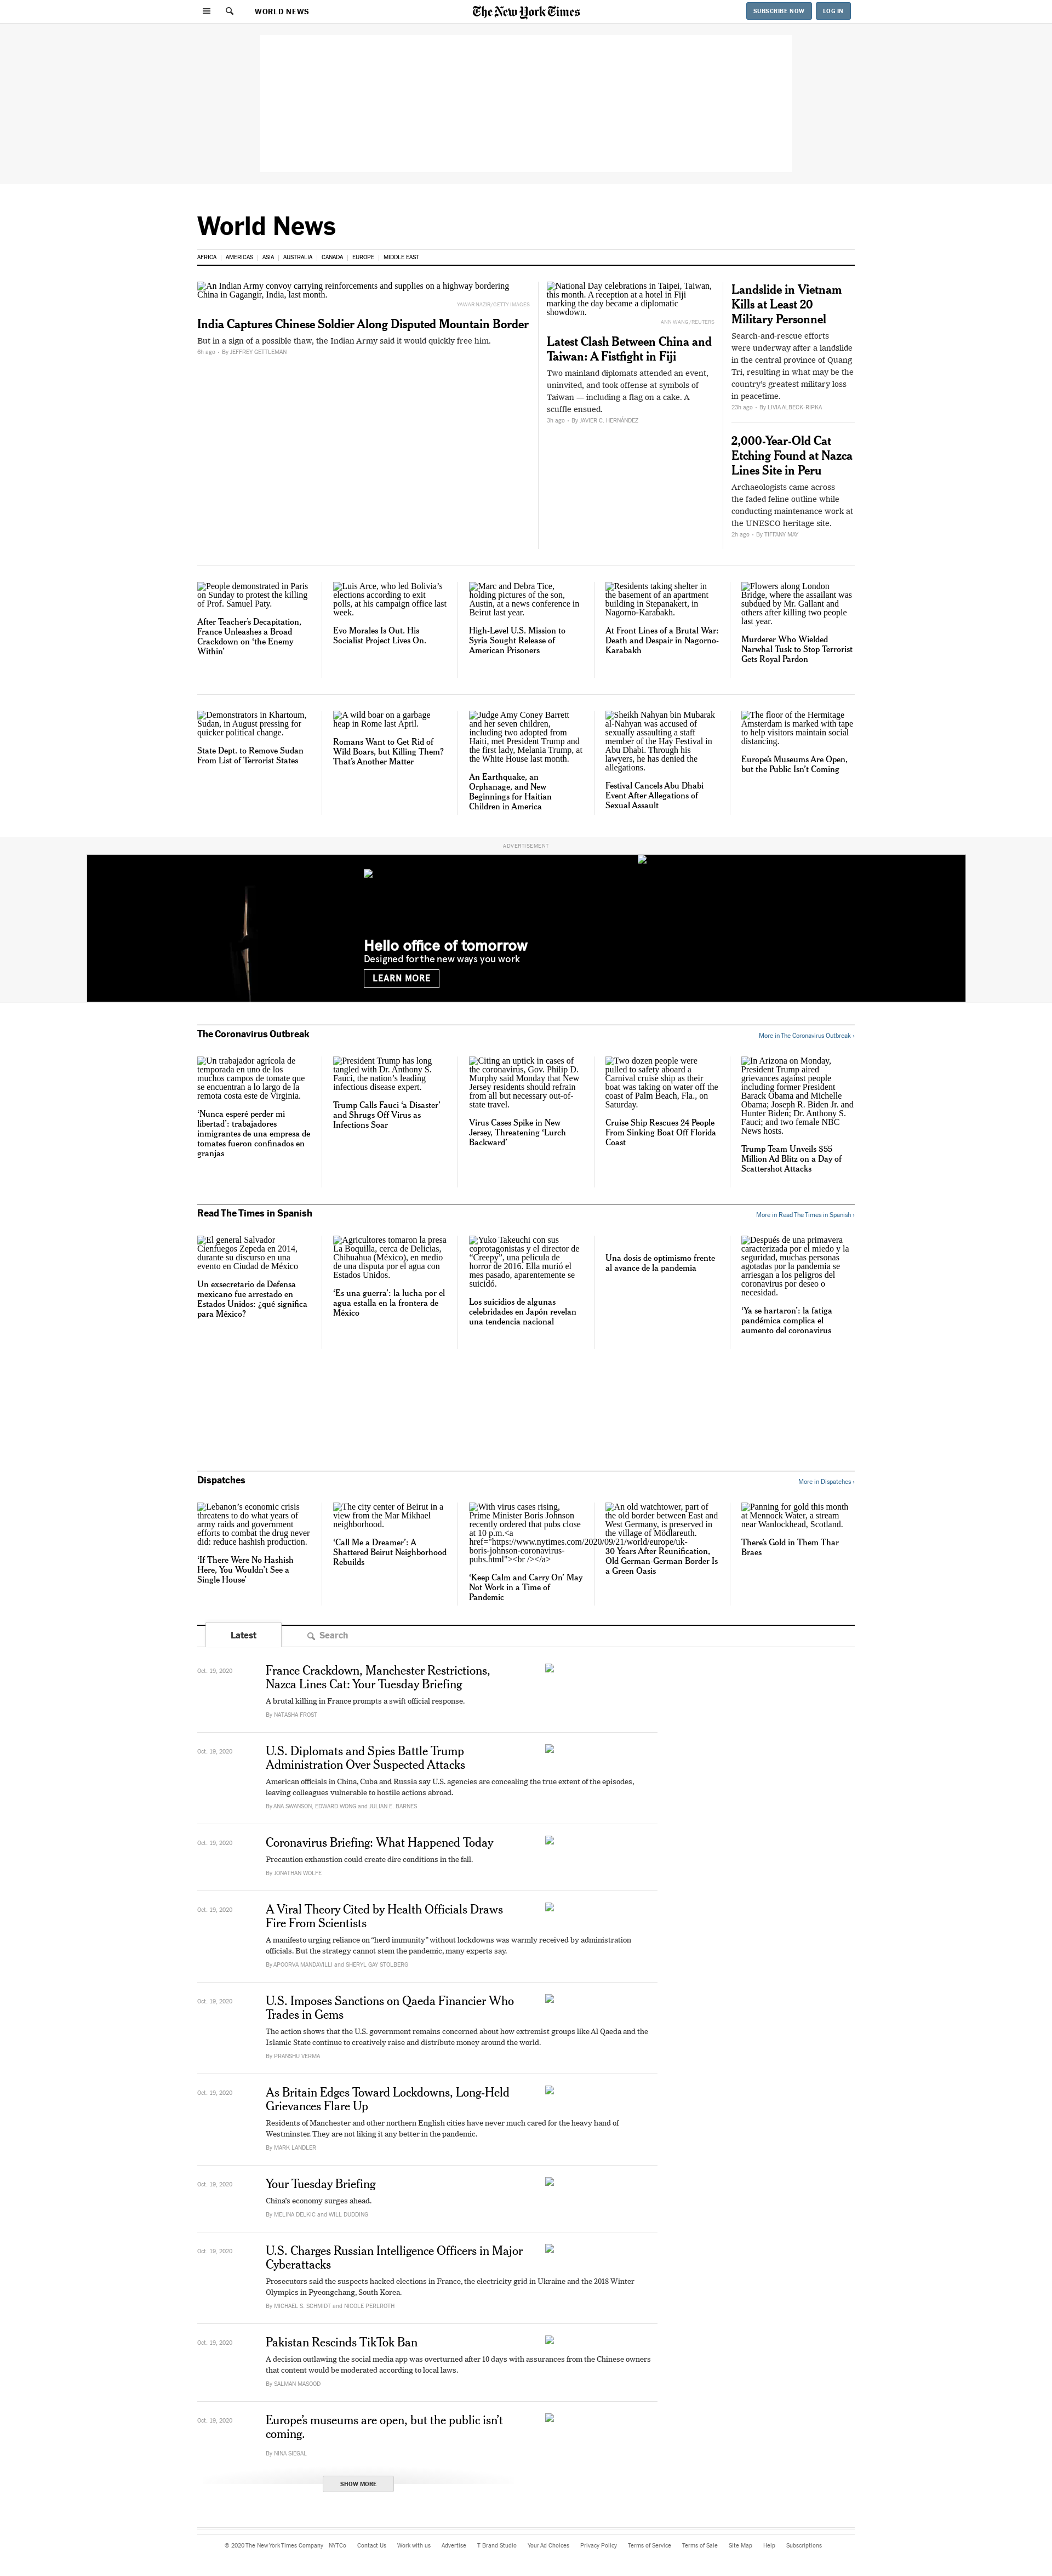 WORLD NEWS
The New York Times
SUBSCRIBE NOW
LOG IN
World News
AFRICA
AMERICAS
ASIA
AUSTRALIA
CANADA
EUROPE
MIDDLE EAST
An Indian Army convoy carrying reinforcements and supplies on a highway bordering
China in Gagangir, India, last month.
YAWAR NAZIR/GETTY IMAGES
India Captures Chinese Soldier Along Disputed Mountain Border
But in a sign of a possible thaw, the Indian Army said it would quickly free him.
6h ago - By JEFFREY GETTLEMAN
National Day celebrations in Taipei, Taiwan,
this month. A reception at a hotel in Fiji
marking the day became a diplomatic
showdown.
ANN WANG/REUTERS
Latest Clash Between China and
Taiwan: A Fistfight in Fiji
Two mainland diplomats attended an event,
uninvited, and took offense at symbols of
Taiwan — including a flag on a cake. A
scuffle ensued.
3h ago - By JAVIER C. HERNÁNDEZ
Landslide in Vietnam
Kills at Least 20
Military Personnel
Search-and-rescue efforts
were underway after a landslide
in the central province of Quang
Tri, resulting in what may be the
country’s greatest military loss
in peacetime.
23h ago - By LIVIA ALBECK-RIPKA
2,000-Year-Old Cat
Etching Found at Nazca
Lines Site in Peru
Archaeologists came across
the faded feline outline while
conducting maintenance work at
the UNESCO heritage site.
2h ago - By TIFFANY MAY
People demonstrated in Paris
on Sunday to protest the killing
of Prof. Samuel Paty.
After Teacher’s Decapitation,
France Unleashes a Broad
Crackdown on ‘the Enemy
Within’
Luis Arce, who led Bolivia’s
elections according to exit
polls, at his campaign office last
week.
Evo Morales Is Out. His
Socialist Project Lives On.
Marc and Debra Tice,
holding pictures of the son,
Austin, at a news conference in
Beirut last year.
High-Level U.S. Mission to
Syria Sought Release of
American Prisoners
Residents taking shelter in
the basement of an apartment
building in Stepanakert, in
Nagorno-Karabakh.
At Front Lines of a Brutal War:
Death and Despair in Nagorno-
Karabakh
Flowers along London
Bridge, where the assailant was
subdued by Mr. Gallant and
others after killing two people
last year.
Murderer Who Wielded
Narwhal Tusk to Stop Terrorist
Gets Royal Pardon
Demonstrators in Khartoum,
Sudan, in August pressing for
quicker political change.
State Dept. to Remove Sudan
From List of Terrorist States
A wild boar on a garbage
heap in Rome last April.
Romans Want to Get Rid of
Wild Boars, but Killing Them?
That’s Another Matter
Judge Amy Coney Barrett
and her seven children,
including two adopted from
Haiti, met President Trump and
the first lady, Melania Trump, at
the White House last month.
An Earthquake, an
Orphanage, and New
Beginnings for Haitian
Children in America
Sheikh Nahyan bin Mubarak
al-Nahyan was accused of
sexually assaulting a staff
member of the Hay Festival in
Abu Dhabi. Through his
lawyers, he has denied the
allegations.
Festival Cancels Abu Dhabi
Event After Allegations of
Sexual Assault
The floor of the Hermitage
Amsterdam is marked with tape
to help visitors maintain social
distancing.
Europe’s Museums Are Open,
but the Public Isn’t Coming
ADVERTISEMENT
Hello office of tomorrow
Designed for the new ways you work
LEARN MORE
The Coronavirus Outbreak
More in The Coronavirus Outbreak ›
Un trabajador agrícola de
temporada en uno de los
muchos campos de tomate que
se encuentran a lo largo de la
remota costa este de Virginia.
‘Nunca esperé perder mi
libertad’: trabajadores
inmigrantes de una empresa de
tomates fueron confinados en
granjas
President Trump has long
tangled with Dr. Anthony S.
Fauci, the nation’s leading
infectious disease expert.
Trump Calls Fauci ‘a Disaster’
and Shrugs Off Virus as
Infections Soar
Citing an uptick in cases of
the coronavirus, Gov. Philip D.
Murphy said Monday that New
Jersey residents should refrain
from all but necessary out-of-
state travel.
Virus Cases Spike in New
Jersey, Threatening ‘Lurch
Backward’
Two dozen people were
pulled to safety aboard a
Carnival cruise ship as their
boat was taking on water off the
coast of Palm Beach, Fla., on
Saturday.
Cruise Ship Rescues 24 People
From Sinking Boat Off Florida
Coast
In Arizona on Monday,
President Trump aired
grievances against people
including former President
Barack Obama and Michelle
Obama; Joseph R. Biden Jr. and
Hunter Biden; Dr. Anthony S.
Fauci; and two female NBC
News hosts.
Trump Team Unveils $55
Million Ad Blitz on a Day of
Scattershot Attacks
Read The Times in Spanish
More in Read The Times in Spanish ›
El general Salvador
Cienfuegos Zepeda en 2014,
durante su discurso en una
evento en Ciudad de México
Un exsecretario de Defensa
mexicano fue arrestado en
Estados Unidos: ¿qué significa
para México?
Agricultores tomaron la presa
La Boquilla, cerca de Delicias,
Chihuahua (México), en medio
de una disputa por el agua con
Estados Unidos.
‘Es una guerra’: la lucha por el
agua estalla en la frontera de
México
Yuko Takeuchi con sus
coprotagonistas y el director de
“Creepy”, una película de
horror de 2016. Ella murió el
mes pasado, aparentemente se
suicidó.
Los suicidios de algunas
celebridades en Japón revelan
una tendencia nacional
Una dosis de optimismo frente
al avance de la pandemia
Después de una primavera
caracterizada por el miedo y la
seguridad, muchas personas
agotadas por la pandemia se
arriesgan a los peligros del
coronavirus por deseo o
necesidad.
‘Ya se hartaron’: la fatiga
pandémica complica el
aumento del coronavirus
Dispatches
More in Dispatches ›
Lebanon’s economic crisis
threatens to do what years of
army raids and government
efforts to combat the drug never
did: reduce hashish production.
‘If There Were No Hashish
Here, You Wouldn’t See a
Single House’
The city center of Beirut in a
view from the Mar Mikhael
neighborhood.
‘Call Me a Dreamer’: A
Shattered Beirut Neighborhood
Rebuilds
With virus cases rising,
Prime Minister Boris Johnson
recently ordered that pubs close
at 10 p.m.<a
href="https://www.nytimes.com/2020/09/21/world/europe/uk-
boris-johnson-coronavirus-
pubs.html"><br /></a>
‘Keep Calm and Carry On’ May
Not Work in a Time of
Pandemic
An old watchtower, part of
the old border between East and
West Germany, is preserved in
the village of Mödlareuth.
30 Years After Reunification,
Old German-German Border Is
a Green Oasis
Panning for gold this month
at Mennock Water, a stream
near Wanlockhead, Scotland.
There’s Gold in Them Thar
Braes
Latest
Search
Oct. 19, 2020
France Crackdown, Manchester Restrictions,
Nazca Lines Cat: Your Tuesday Briefing
A brutal killing in France prompts a swift official response.
By NATASHA FROST
Oct. 19, 2020
U.S. Diplomats and Spies Battle Trump
Administration Over Suspected Attacks
American officials in China, Cuba and Russia say U.S. agencies are concealing the true extent of the episodes,
leaving colleagues vulnerable to hostile actions abroad.
By ANA SWANSON, EDWARD WONG and JULIAN E. BARNES
Oct. 19, 2020
Coronavirus Briefing: What Happened Today
Precaution exhaustion could create dire conditions in the fall.
By JONATHAN WOLFE
Oct. 19, 2020
A Viral Theory Cited by Health Officials Draws
Fire From Scientists
A manifesto urging reliance on “herd immunity” without lockdowns was warmly received by administration
officials. But the strategy cannot stem the pandemic, many experts say.
By APOORVA MANDAVILLI and SHERYL GAY STOLBERG
Oct. 19, 2020
U.S. Imposes Sanctions on Qaeda Financier Who
Trades in Gems
The action shows that the U.S. government remains concerned about how extremist groups like Al Qaeda and the
Islamic State continue to creatively raise and distribute money around the world.
By PRANSHU VERMA
Oct. 19, 2020
As Britain Edges Toward Lockdowns, Long-Held
Grievances Flare Up
Residents of Manchester and other northern English cities have never much cared for the heavy hand of
Westminster. They are not liking it any better in the pandemic.
By MARK LANDLER
Oct. 19, 2020
Your Tuesday Briefing
China’s economy surges ahead.
By MELINA DELKIC and WILL DUDDING
Oct. 19, 2020
U.S. Charges Russian Intelligence Officers in Major
Cyberattacks
Prosecutors said the suspects hacked elections in France, the electricity grid in Ukraine and the 2018 Winter
Olympics in Pyeongchang, South Korea.
By MICHAEL S. SCHMIDT and NICOLE PERLROTH
Oct. 19, 2020
Pakistan Rescinds TikTok Ban
A decision outlawing the social media app was overturned after 10 days with assurances from the Chinese owners
that content would be moderated according to local laws.
By SALMAN MASOOD
Oct. 19, 2020
Europe’s museums are open, but the public isn’t
coming.
By NINA SIEGAL
SHOW MORE
© 2020 The New York Times Company
NYTCo
Contact Us
Work with us
Advertise
T Brand Studio
Your Ad Choices
Privacy Policy
Terms of Service
Terms of Sale
Site Map
Help
Subscriptions